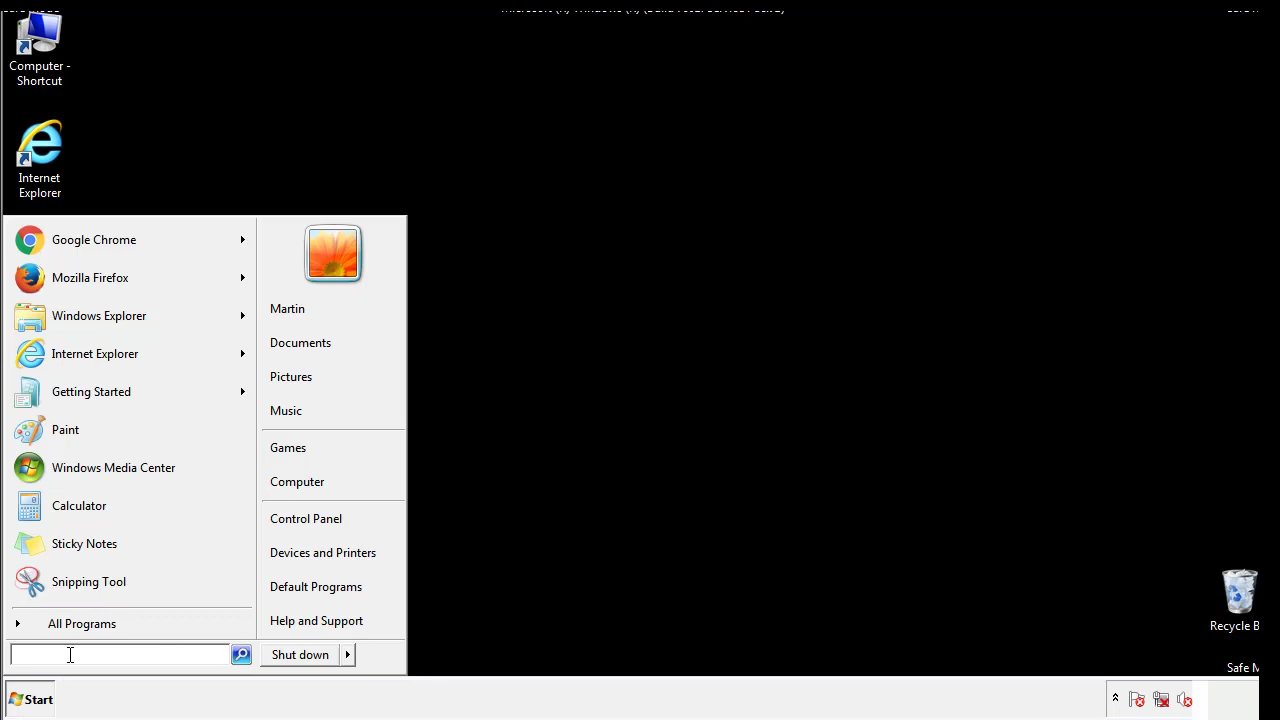 Computer -
Shortcut
Internet
Explorer
Google Chrome
Mozilla Firefox
Windows Explorer
Internet Explorer
Getting Started
Paint
Windows Media Center
Calculator
Sticky Notes
Snipping Tool
All Programs
Martin
Documents
Pictures
Music
Games
Computer
Control Panel
Devices and Printers
Default Programs
Help and Support
Shut down
Recycle B
Safe M
Start